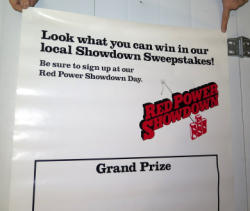 Look what you can win in our
local Showdown Sweepstakes!
Be sure to sign up at our
Red Power Showdown Day.
RED POWER
SHOWDOWN
Grand Prize